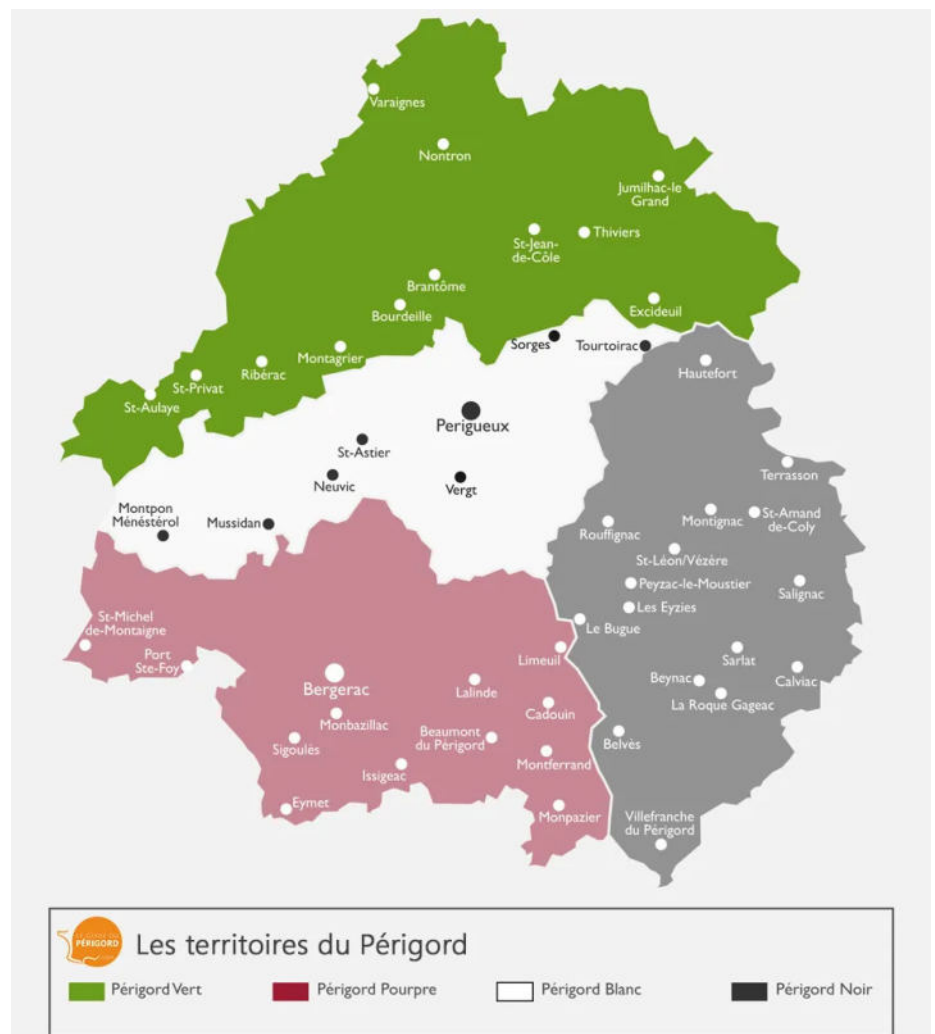 Varaignes
Nontron
Jumilhac-le
Grand
St-Jean-
de-Côle
Thiviers
Brantôme
Bourdeille
Excideuil
Sorges
Tourtoirac
Montagrier
Ribérac
St-Privat
St-Aulaye
Hautefort
Perigueux
St-Astier
Neuvic
Vergt
Terrasson
Montpon
Ménéstérol
Mussidan
Rouffignac
Montignac
St-Amand
de-Coly
St-Léon/Vézère
Peyzac-le-Moustier
Les Eyzies
Salignac
Le Bugue
St-Michel
de-Montaigne
Port
Ste-Foy
Limeuil
Sarlat
Bergerac
Lalinde
Beynac
Calviac
La Roque Gageac
Cadouin
Monbazillac
Sigoulès
Beaumont
du Périgord
Belvès
Montferrand
Issigeac
Eymet
Monpazier
Villefranche
du Périgord
PÉRIGORD
Les territoires du Périgord
Périgord Vert
Périgord Pourpre
Périgord Blanc
Périgord Noir